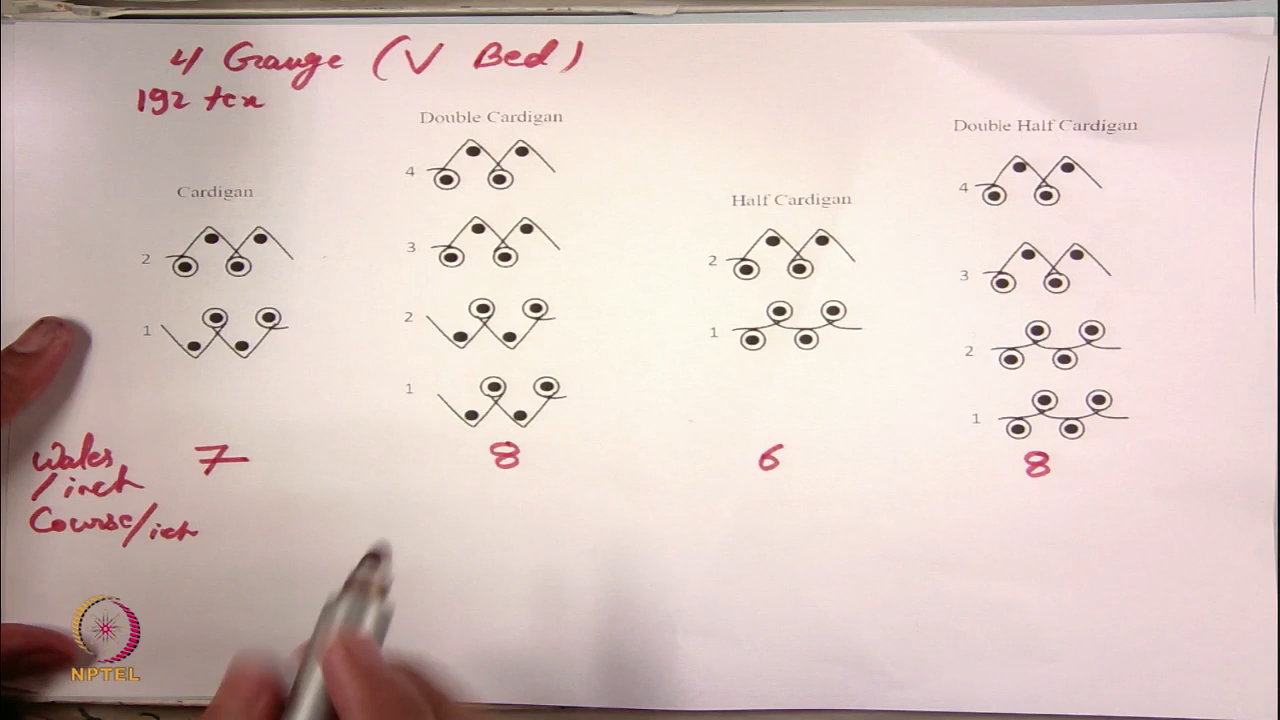 4 Gauge (V Bed)
192 tex
Double Cardigan
Double Half Cardigan
Cardigan
Half Cardigan
4
3
2
1
2
1
2
1
4
3
2
1
Wales
/inch
7
8
6
8
Course/ich
NPTEL